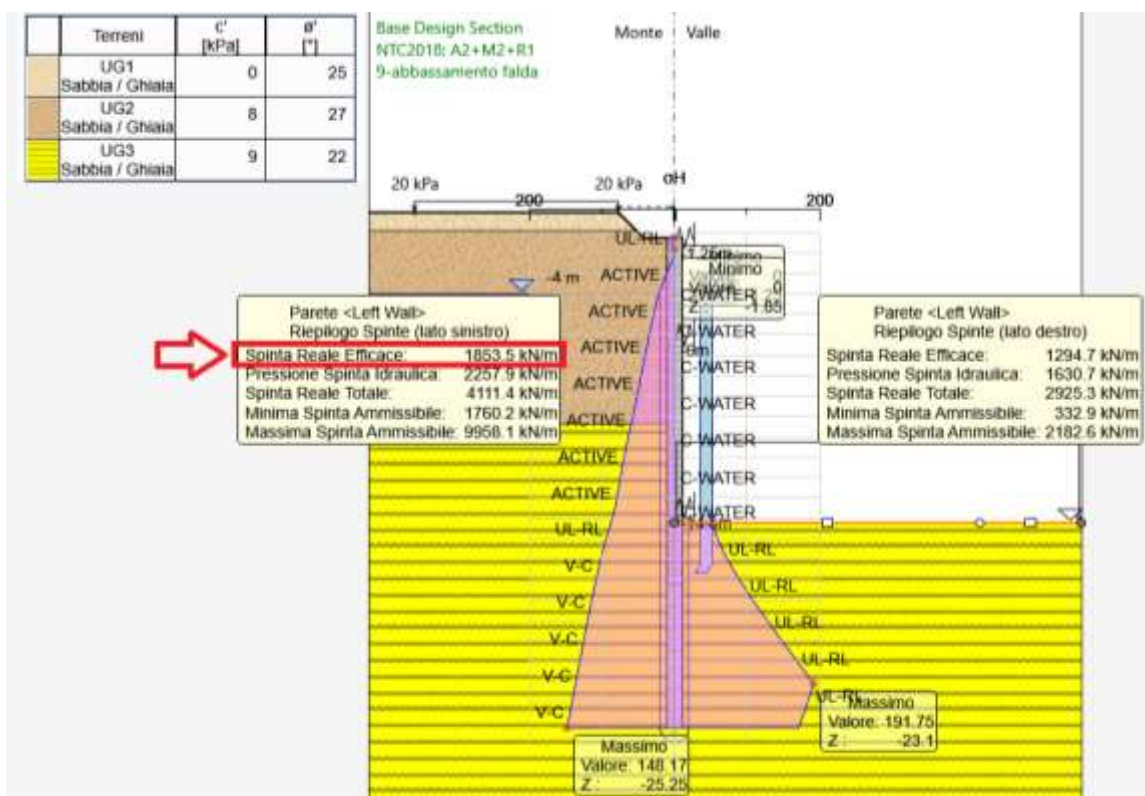 Terreni
c'
[kPa]
ø'
[°]
UG1
Sabbia / Ghiaia
0
25
UG2
Sabbia / Ghiaia
8
27
UG3
Sabbia / Ghiaia
9
22
Base Design Section
NTC2018: A2+M2+R1
9-abbassamento falda
Monte
Valle
20 kPa
20 kPa
σH
200
200
UL-RL
-4 m
ACTIVE
Minimo
Valore: 0
Z: -1.85
C-WATER
ACTIVE
C-WATER
ACTIVE
C-WATER
ACTIVE
C-WATER
ACTIVE
C-WATER
ACTIVE
C-WATER
ACTIVE
C-WATER
UL-RL
Parete <Left Wall>
Riepilogo Spinte (lato sinistro)
Spinta Reale Efficace: 1853.5 kN/m
Pressione Spinta Idraulica: 2257.9 kN/m
Spinta Reale Totale: 4111.4 kN/m
Minima Spinta Ammissibile: 1760.2 kN/m
Massima Spinta Ammissibile: 9958.1 kN/m
Parete <Left Wall>
Riepilogo Spinte (lato destro)
Spinta Reale Efficace: 1294.7 kN/m
Pressione Spinta Idraulica: 1630.7 kN/m
Spinta Reale Totale: 2925.3 kN/m
Minima Spinta Ammissibile: 332.9 kN/m
Massima Spinta Ammissibile: 2182.6 kN/m
UL-RL
V-C
UL-RL
V-C
UL-RL
V-C
UL-RL
V-C
UL-RL
V-C
Massimo
Valore: 191.75
Z : -23.1
Massimo
Valore: 148.17
Z : -25.25